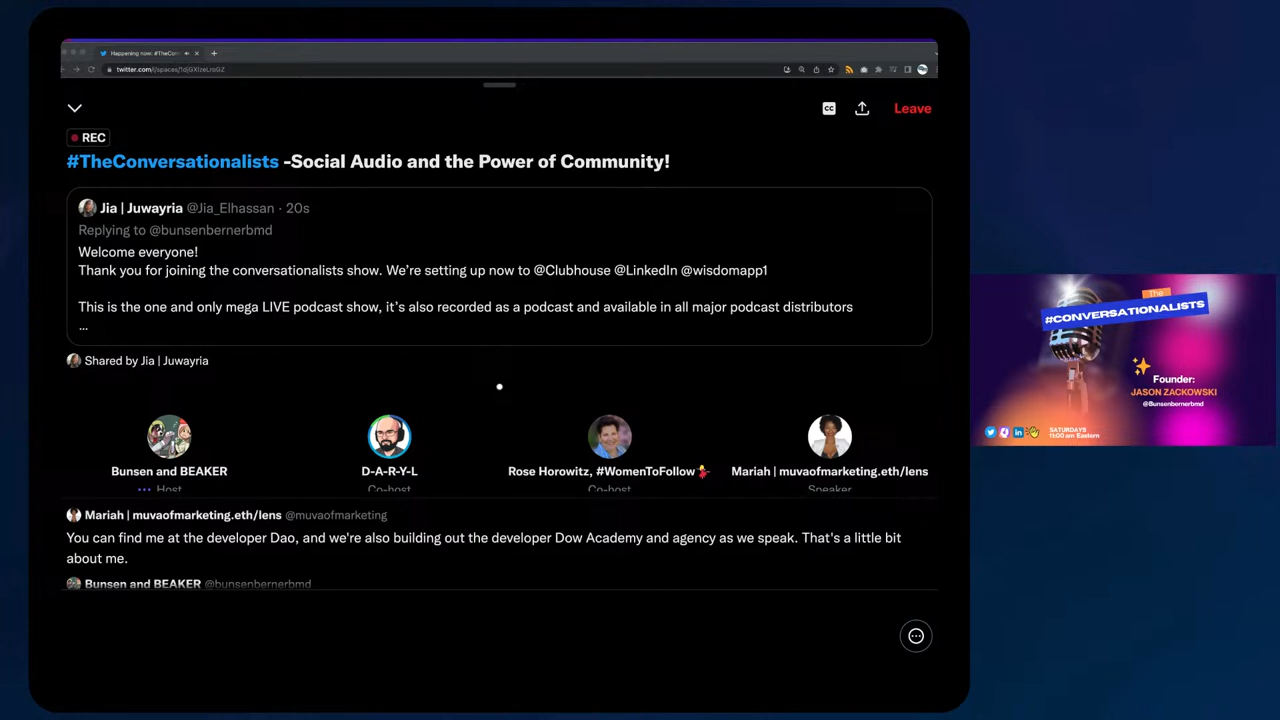 Happening now: #TheCon
twitter.com/i/spaces/1djGXlzeLroGZ
CC
Leave
REC
#TheConversationalists -Social Audio and the Power of Community!
Jia | Juwayria @Jia_Elhassan · 20s
Replying to @bunsenbernerbmd
Welcome everyone!
Thank you for joining the conversationalists show. We're setting up now to @Clubhouse @LinkedIn @wisdomapp1
This is the one and only mega LIVE podcast show, it's also recorded as a podcast and available in all major podcast distributors
...
Shared by Jia | Juwayria
Bunsen and BEAKER
Host
D-A-R-Y-L
Co-host
Rose Horowitz, #WomenToFollow
Co-host
Mariah | muvaofmarketing.eth/lens
Speaker
Mariah | muvaofmarketing.eth/lens @muvaofmarketing
You can find me at the developer Dao, and we're also building out the developer Dow Academy and agency as we speak. That's a little bit
about me.
Bunsen and BEAKER @bunsenbernerbmd
The
#CONVERSATIONALISTS
Founder:
JASON ZACKOWSKI
@Bunsenbernerbmd
SATURDAYS
11:00 am Eastern